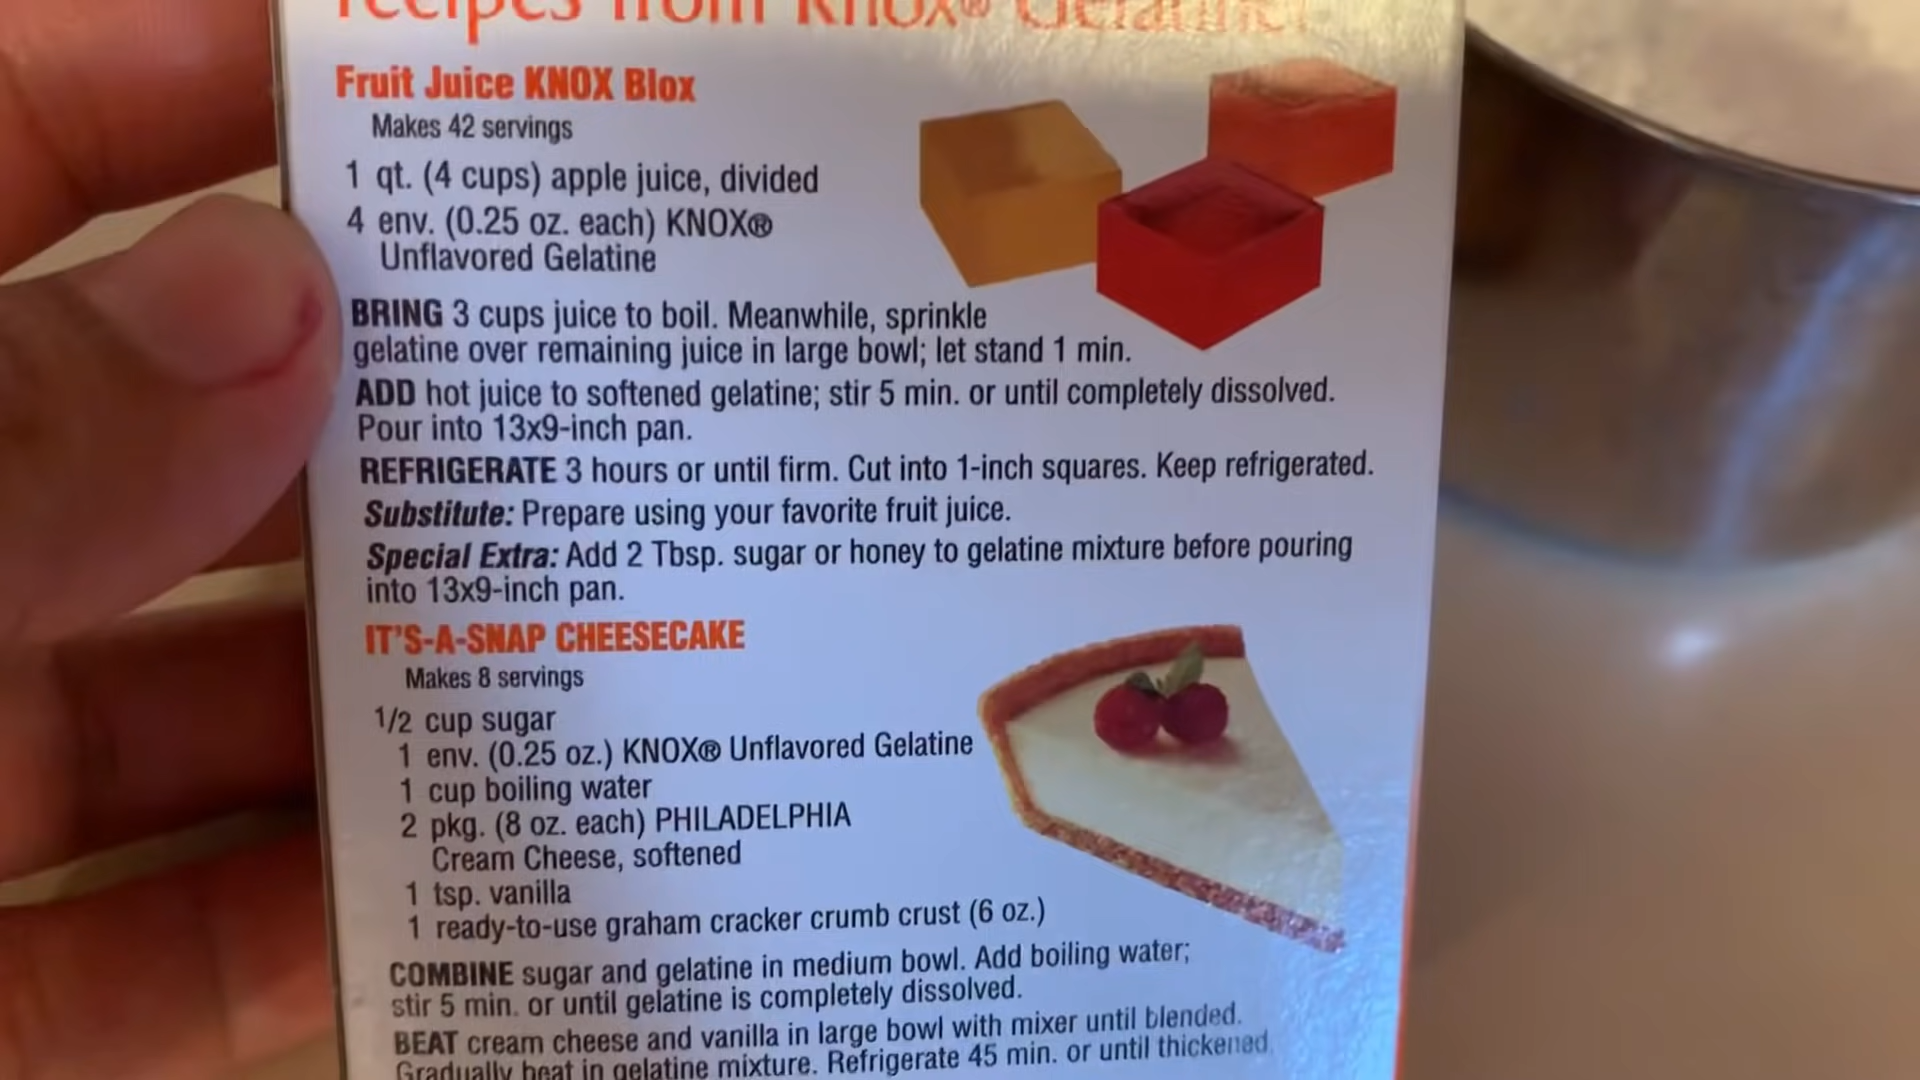 recipes from Knox® Gelatine!
Fruit Juice KNOX Blox
Makes 42 servings
1 qt. (4 cups) apple juice, divided
4 env. (0.25 oz. each) KNOX®
Unflavored Gelatine
BRING 3 cups juice to boil. Meanwhile, sprinkle
gelatine over remaining juice in large bowl; let stand 1 min.
ADD hot juice to softened gelatine; stir 5 min. or until completely dissolved.
Pour into 13x9-inch pan.
REFRIGERATE 3 hours or until firm. Cut into 1-inch squares. Keep refrigerated.
Substitute: Prepare using your favorite fruit juice.
Special Extra: Add 2 Tbsp. sugar or honey to gelatine mixture before pouring
into 13x9-inch pan.
IT'S-A-SNAP CHEESECAKE
Makes 8 servings
1/2 cup sugar
1 env. (0.25 oz.) KNOX® Unflavored Gelatine
1 cup boiling water
2 pkg. (8 oz. each) PHILADELPHIA
Cream Cheese, softened
1 tsp. vanilla
1 ready-to-use graham cracker crumb crust (6 oz.)
COMBINE sugar and gelatine in medium bowl. Add boiling water;
stir 5 min. or until gelatine is completely dissolved.
BEAT cream cheese and vanilla in large bowl with mixer until blended.
Gradually beat in gelatine mixture. Refrigerate 45 min. or until thickened